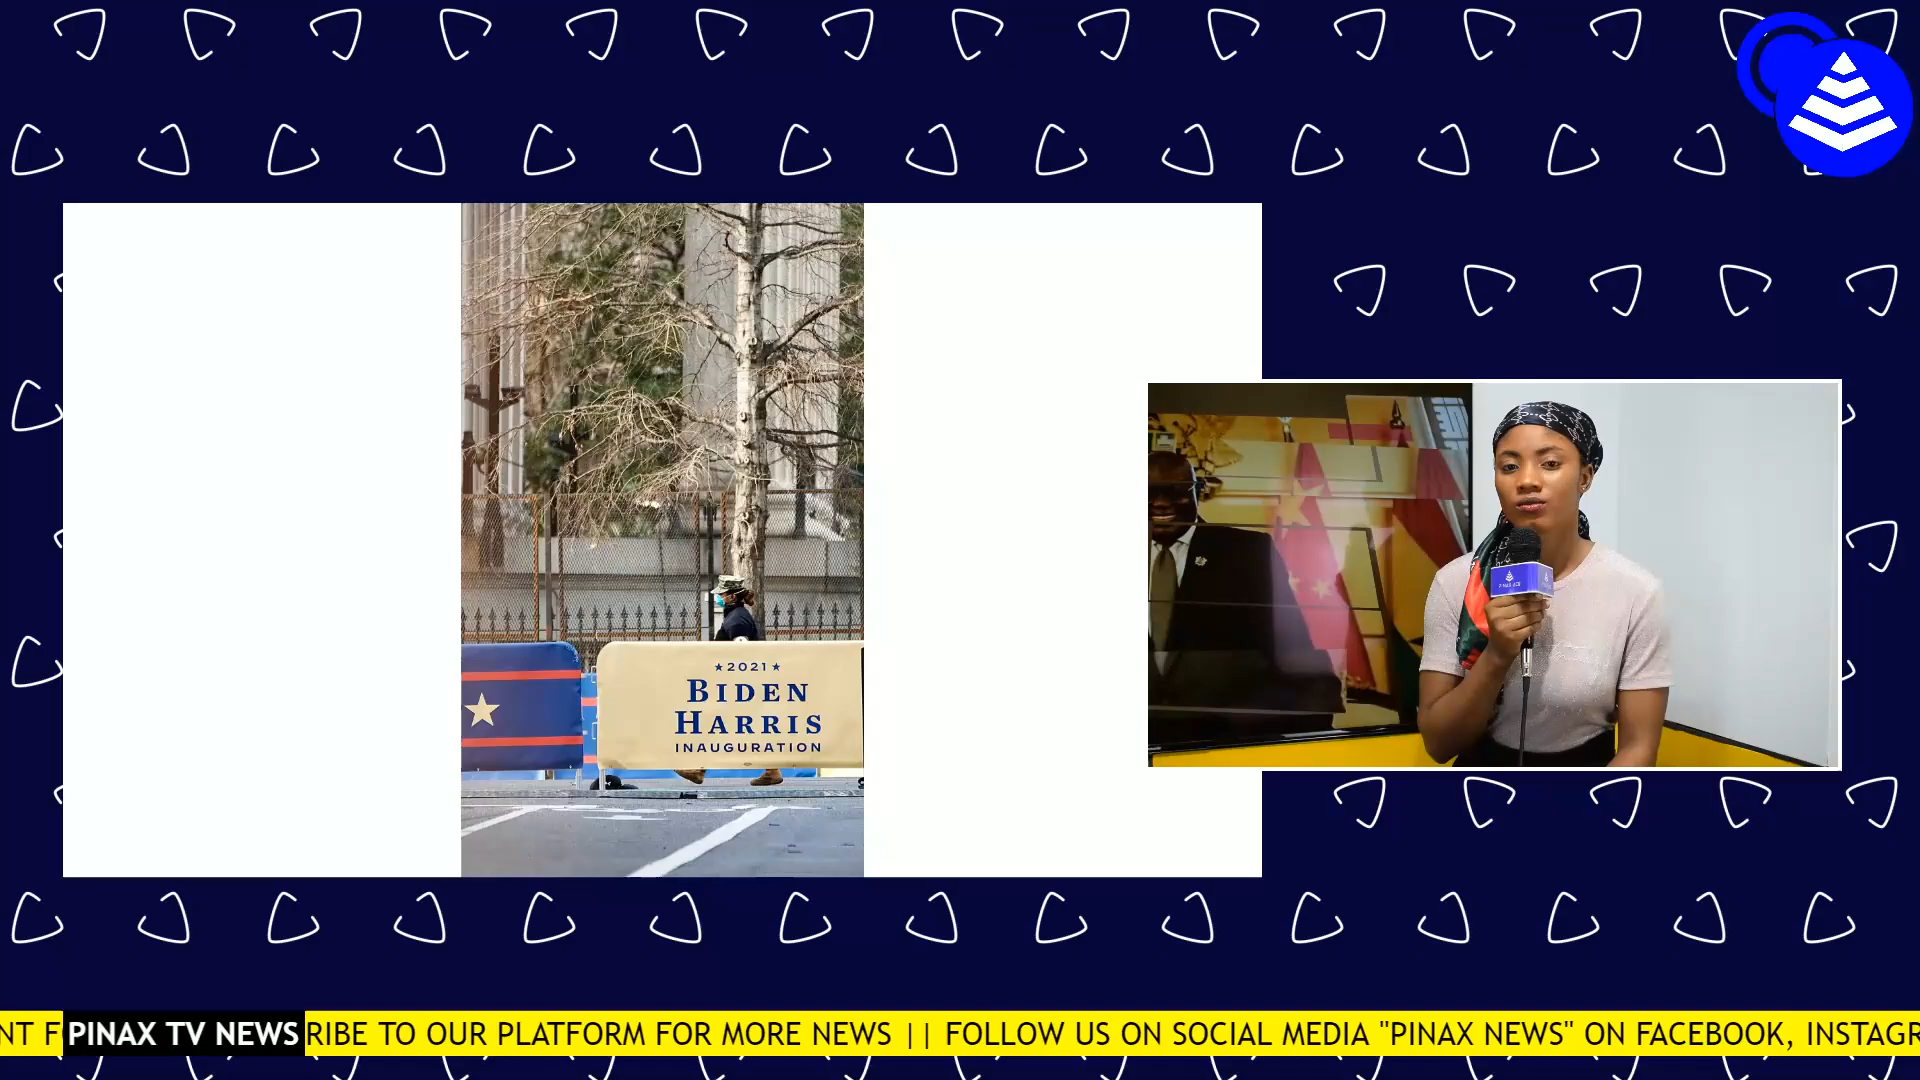 ★2021★
BIDEN
HARRIS
INAUGURATION
PINAX TV NEWS
NT F RIBE TO OUR PLATFORM FOR MORE NEWS || FOLLOW US ON SOCIAL MEDIA "PINAX NEWS" ON FACEBOOK, INSTAGR